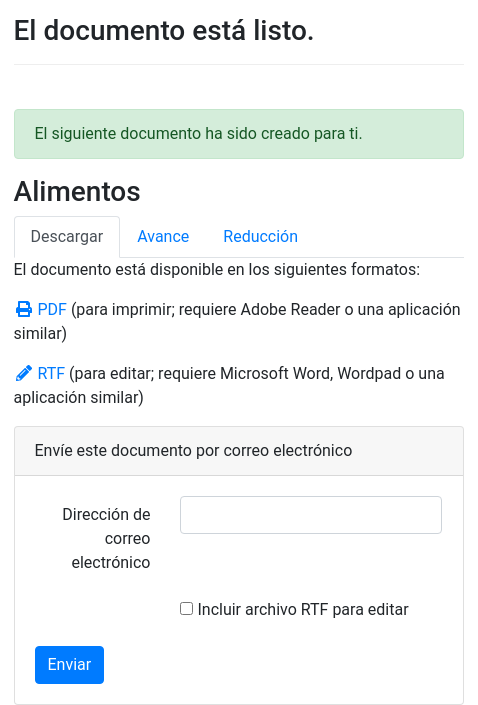 El documento está listo.
El siguiente documento ha sido creado para ti.
Alimentos
Descargar Avance Reducción
El documento está disponible en los siguientes formatos:
PDF (para imprimir; requiere Adobe Reader o una aplicación
similar)
RTF (para editar; requiere Microsoft Word, Wordpad o una
aplicación similar)
Envíe este documento por correo electrónico
Dirección de
correo
electrónico
Incluir archivo RTF para editar
Enviar